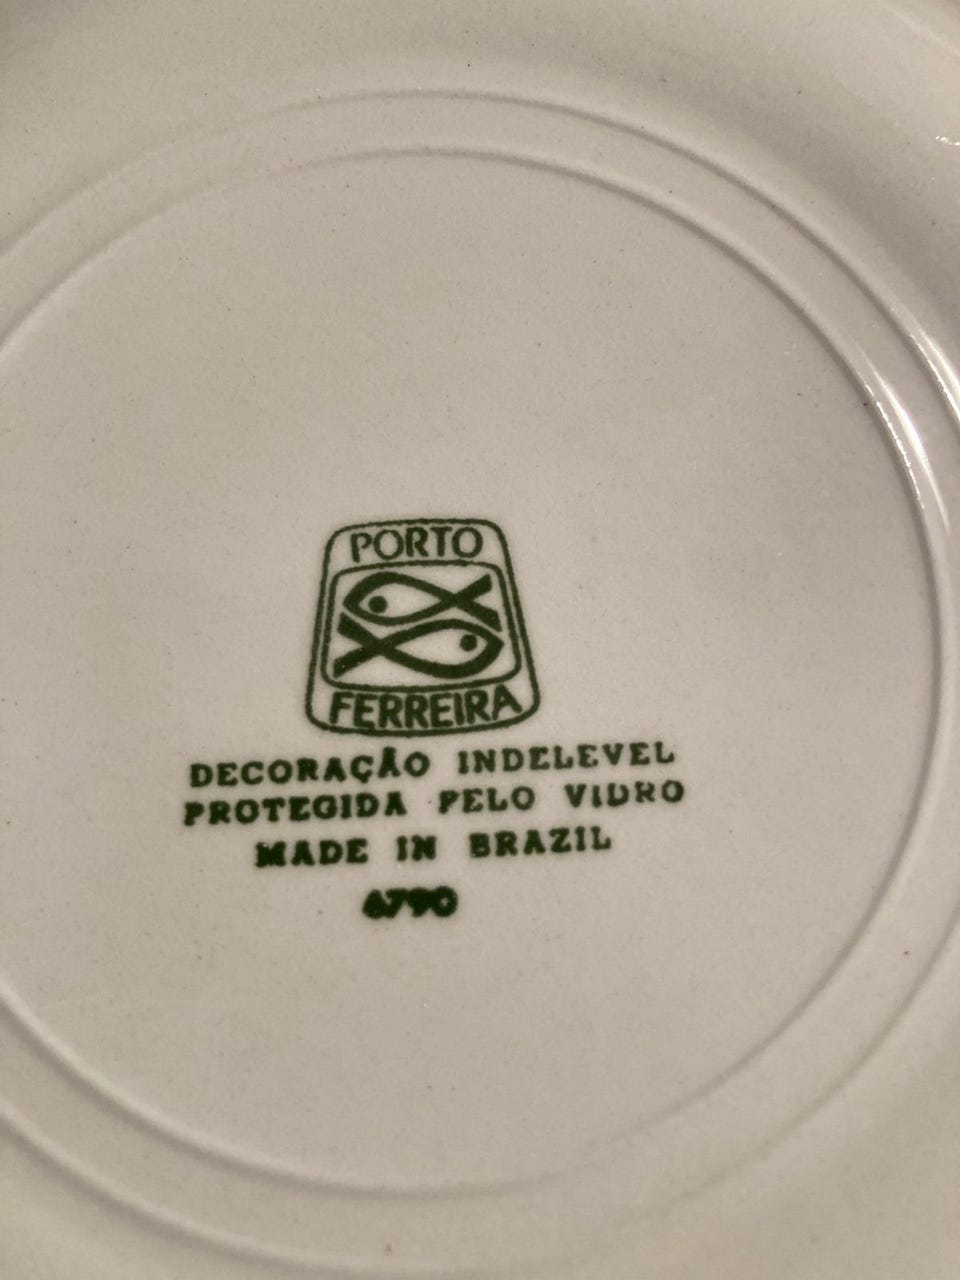 PORTO
FERREIRA
DECORAÇÃO INDELEVEL
PROTEGIDA PELO VIDRO
MADE IN BRAZIL
6790